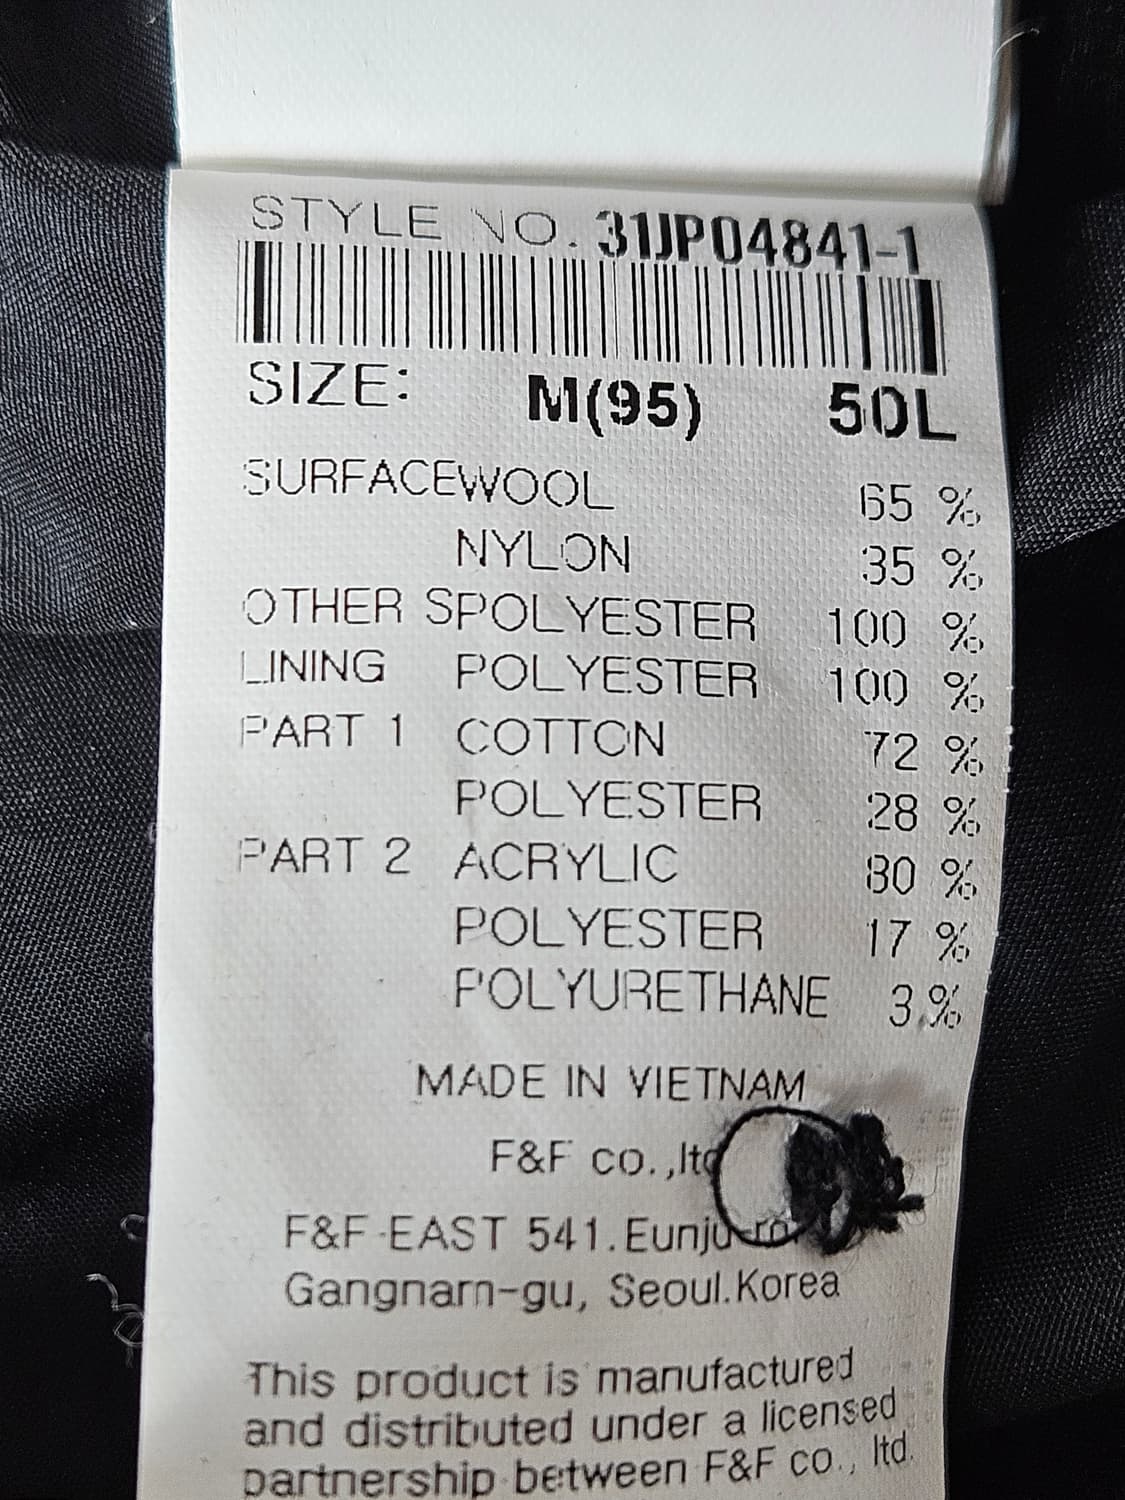 STYLE NO. 31JP04841-1
SIZE: M(95) 50L
SURFACEWOOL 65 %
NYLON 35 %
OTHER SPOLYESTER 100 %
LINING POLYESTER 100 %
PART 1 COTTON 72 %
POLYESTER 28 %
PART 2 ACRYLIC 80 %
POLYESTER 17 %
POLYURETHANE 3 %
MADE IN VIETNAM
F&F co.,ltd
F&F EAST 541.Eunju-ro,
Gangnam-gu, Seoul.Korea
This product is manufactured
and distributed under a licensed
partnership between F&F co., ltd.